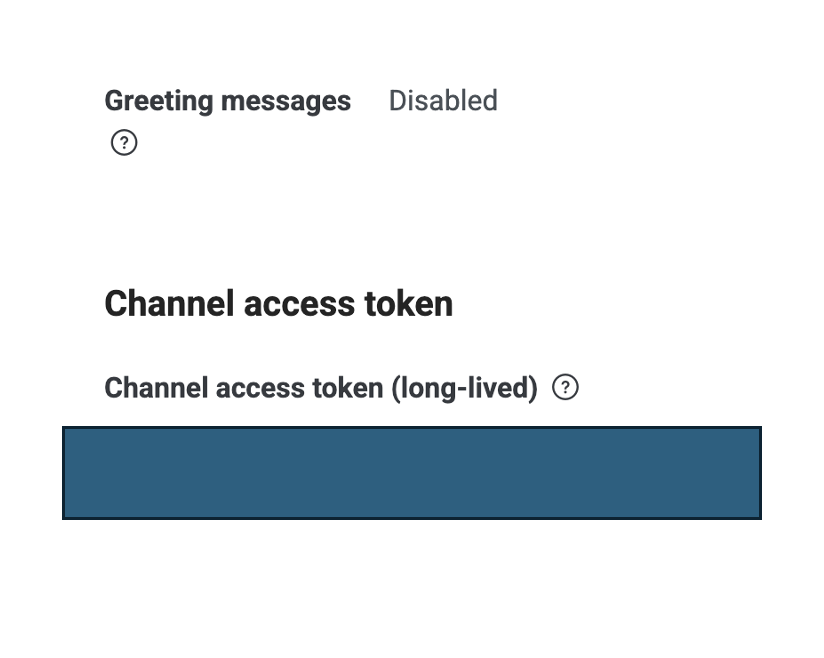 Greeting messages Disabled
?
Channel access token
Channel access token (long-lived) ?